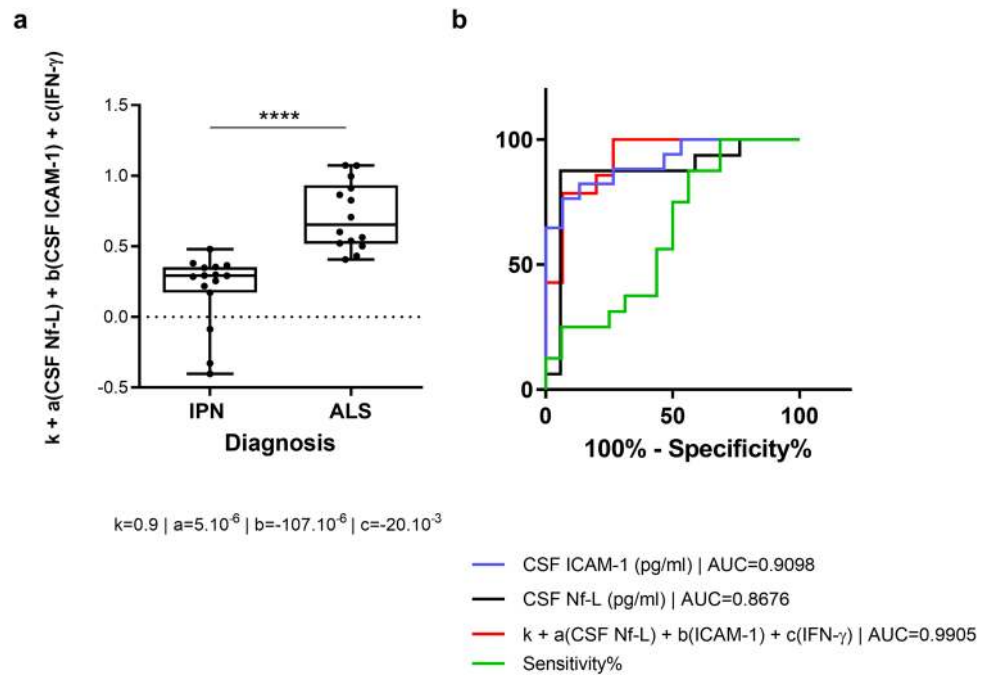 a
b
k + a(CSF Nf-L) + b(CSF ICAM-1) + c(IFN-γ)
****
1.5
1.0
0.5
0.0
-0.5
IPN
ALS
Diagnosis
k=0.9 | a=5.10-6 | b=-107.10-6 | c=-20.10-3
100
50
0
0
50
100
100% - Specificity%
CSF ICAM-1 (pg/ml) | AUC=0.9098
CSF Nf-L (pg/ml) | AUC=0.8676
k + a(CSF Nf-L) + b(ICAM-1) + c(IFN-γ) | AUC=0.9905
Sensitivity%